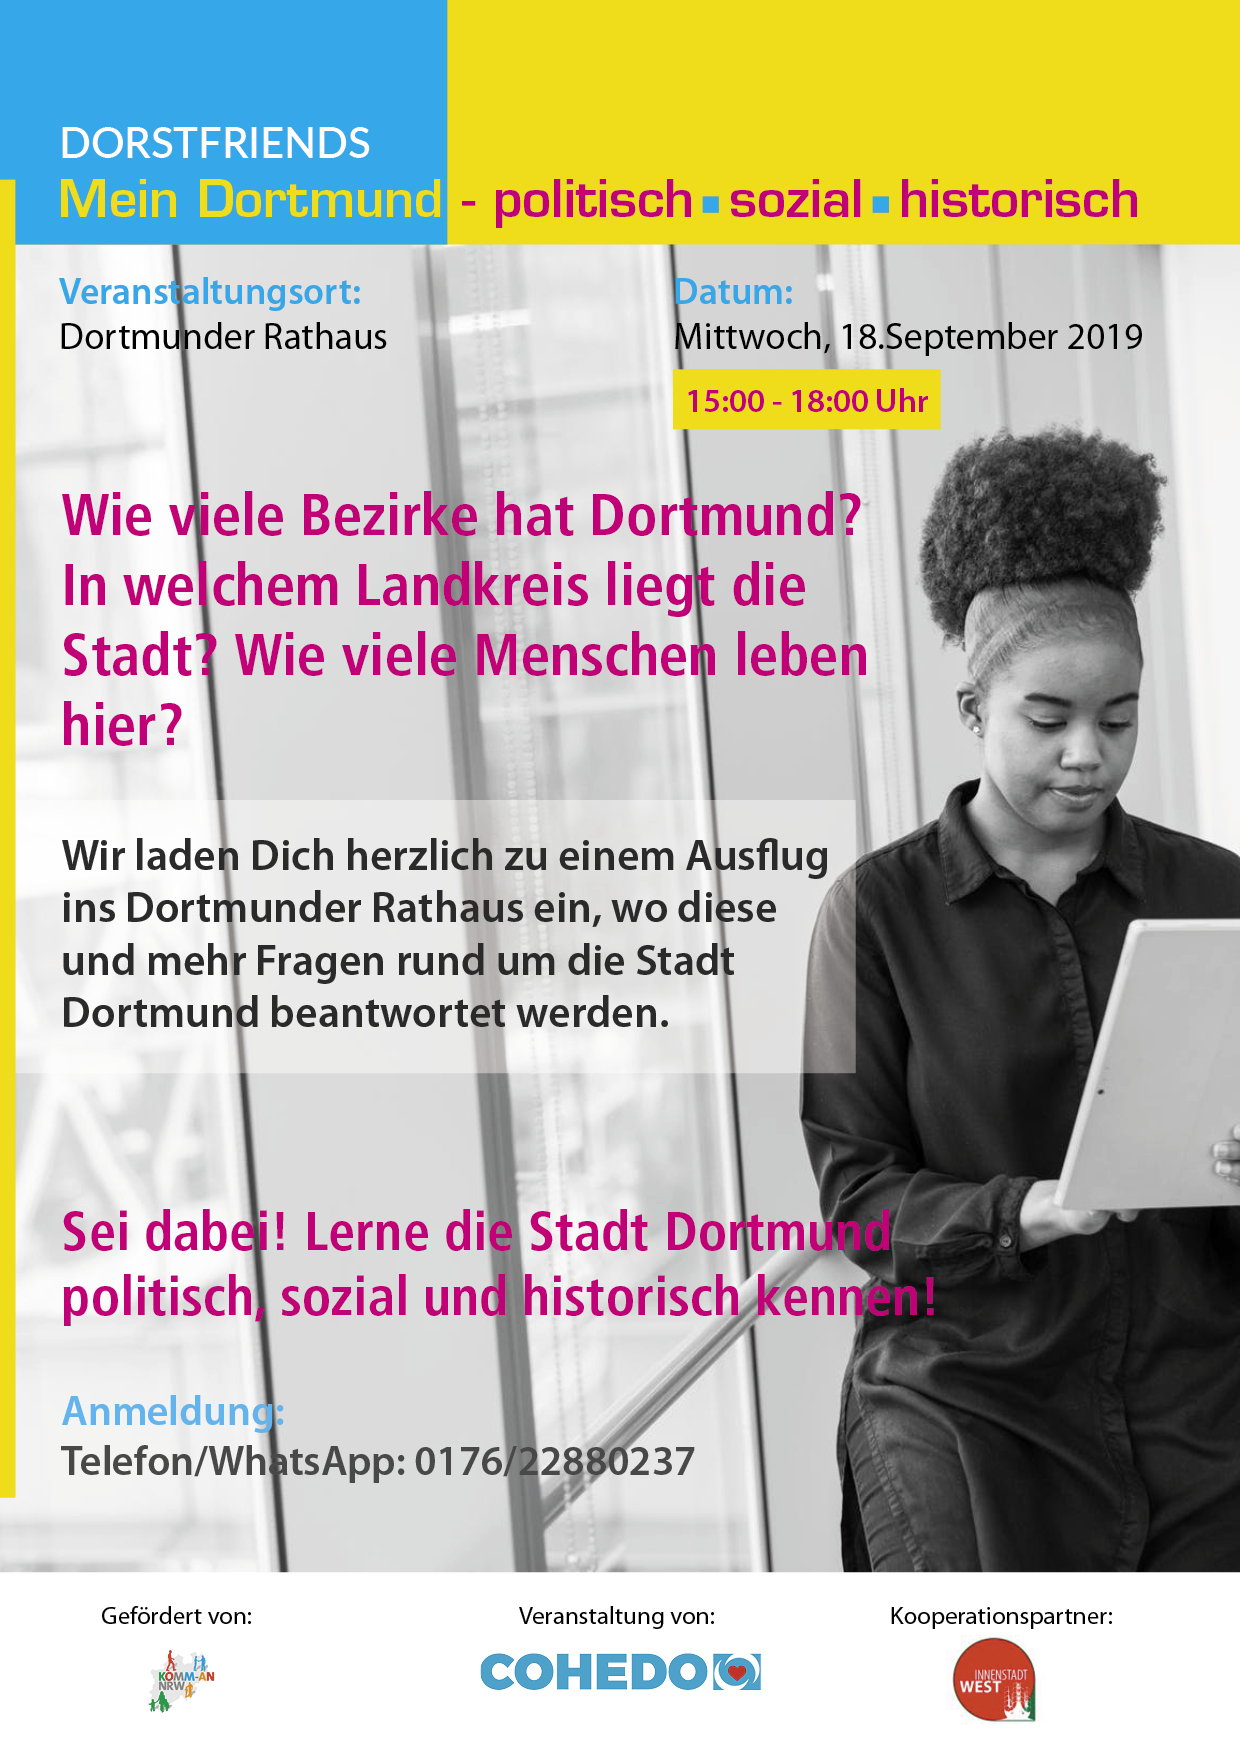 DORSTFRIENDS
Mein Dortmund - politisch ▪ sozial ▪ historisch
Veranstaltungsort:
Dortmunder Rathaus
Datum:
Mittwoch, 18.September 2019
15:00 - 18:00 Uhr
Wie viele Bezirke hat Dortmund?
In welchem Landkreis liegt die
Stadt? Wie viele Menschen leben
hier?
Wir laden Dich herzlich zu einem Ausflug
ins Dortmunder Rathaus ein, wo diese
und mehr Fragen rund um die Stadt
Dortmund beantwortet werden.
Sei dabei! Lerne die Stadt Dortmund
politisch, sozial und historisch kennen!
Anmeldung:
Telefon/WhatsApp: 0176/22880237
Gefördert von:
KOMM-AN
NRW
Veranstaltung von:
COHEDO
Kooperationspartner:
INNENSTADT
WEST